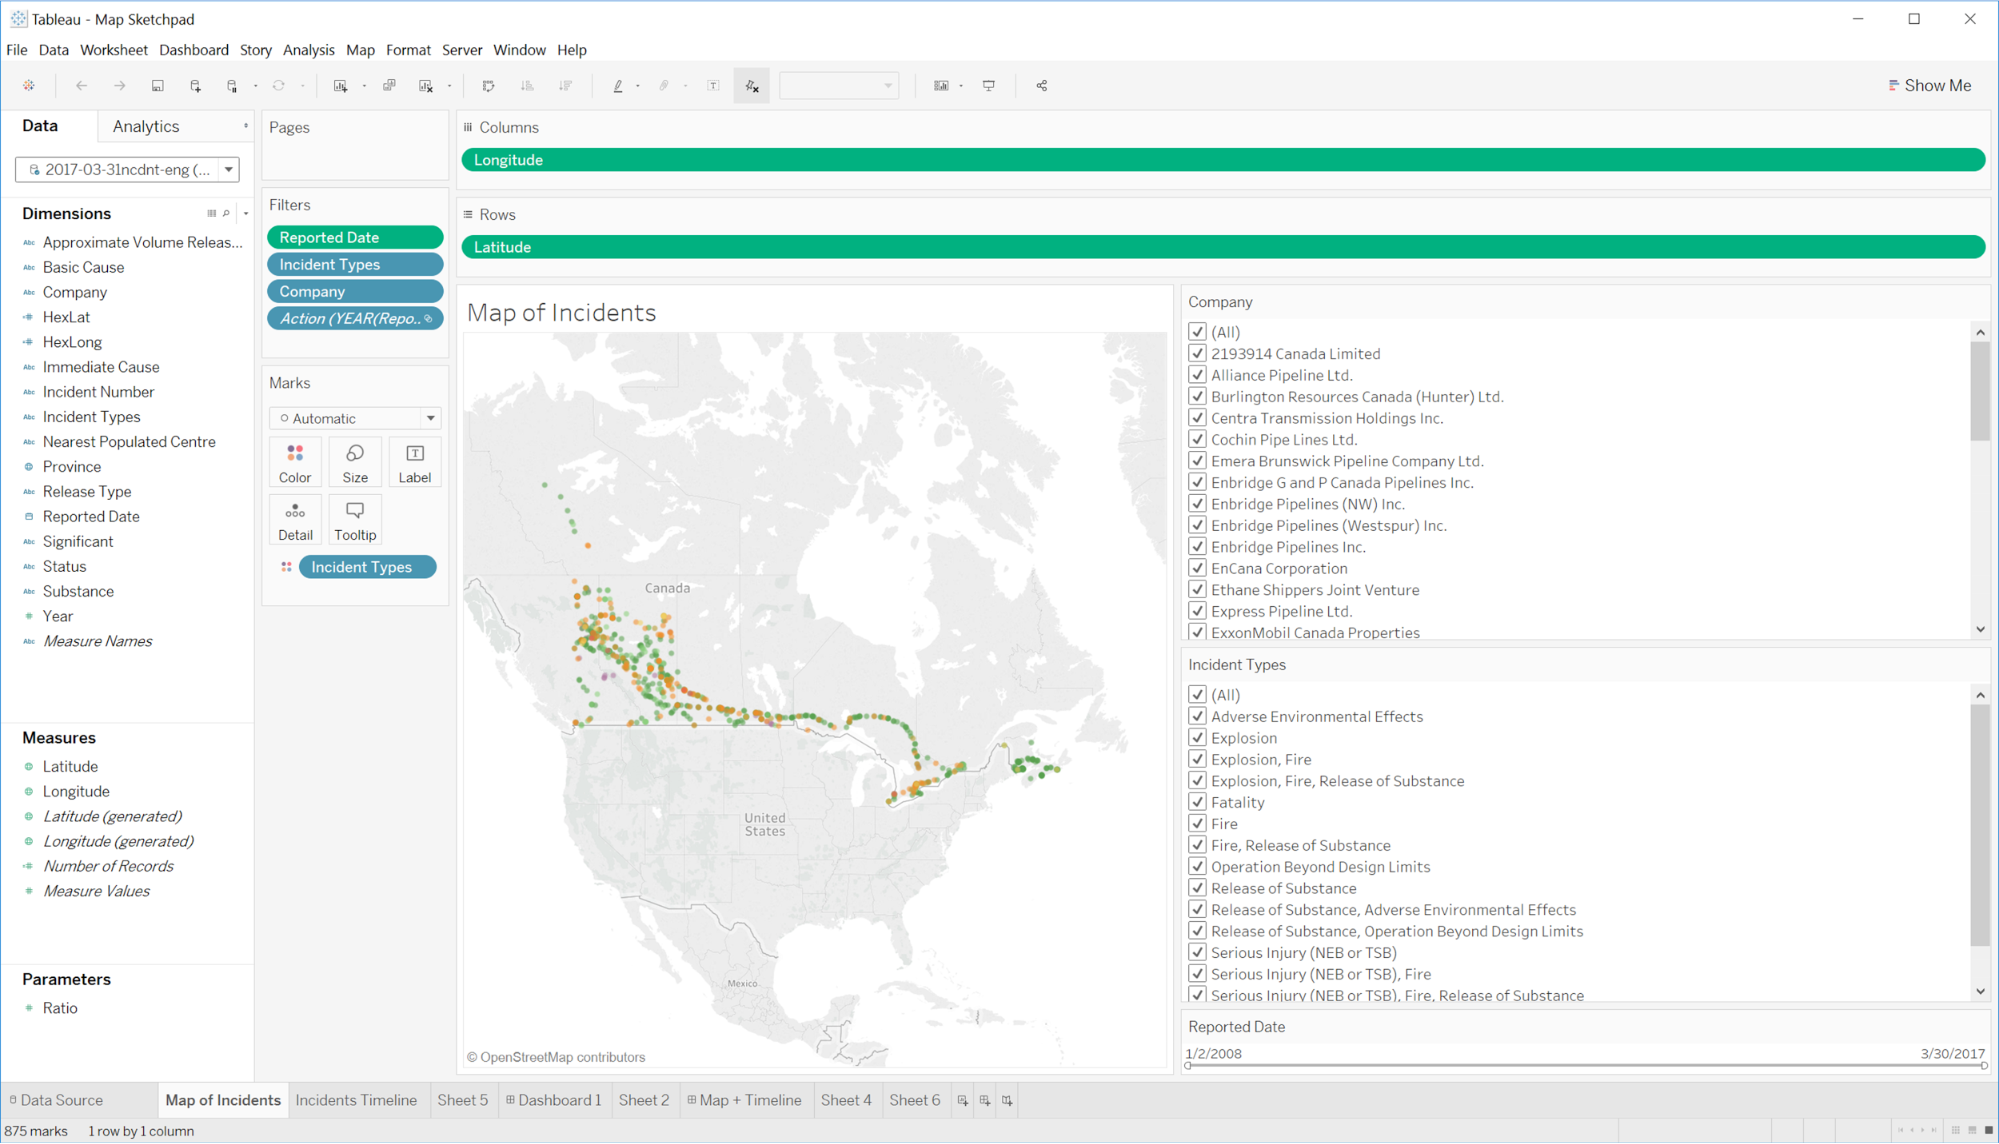 Tableau - Map Sketchpad
File Data Worksheet Dashboard Story Analysis Map Format Server Window Help
Show Me
Data
Analytics
2017-03-31ncdnt-eng (...
Dimensions
Abc Approximate Volume Releas...
Abc Basic Cause
Abc Company
HexLat
HexLong
Abc Immediate Cause
Abc Incident Number
Abc Incident Types
Abc Nearest Populated Centre
Province
Abc Release Type
Reported Date
Abc Significant
Abc Status
Abc Substance
# Year
Abc Measure Names
Measures
Latitude
Longitude
Latitude (generated)
Longitude (generated)
Number of Records
# Measure Values
Parameters
# Ratio
Pages
Filters
Reported Date
Incident Types
Company
Action (YEAR(Repo..
Marks
Automatic
Color
Size
Label
Detail
Tooltip
Incident Types
Columns
Longitude
Rows
Latitude
Map of Incidents
Canada
United
States
Mexico
© OpenStreetMap contributors
Company
(All)
2193914 Canada Limited
Alliance Pipeline Ltd.
Burlington Resources Canada (Hunter) Ltd.
Centra Transmission Holdings Inc.
Cochin Pipe Lines Ltd.
Emera Brunswick Pipeline Company Ltd.
Enbridge G and P Canada Pipelines Inc.
Enbridge Pipelines (NW) Inc.
Enbridge Pipelines (Westspur) Inc.
Enbridge Pipelines Inc.
EnCana Corporation
Ethane Shippers Joint Venture
Express Pipeline Ltd.
ExxonMobil Canada Properties
Incident Types
(All)
Adverse Environmental Effects
Explosion
Explosion, Fire
Explosion, Fire, Release of Substance
Fatality
Fire
Fire, Release of Substance
Operation Beyond Design Limits
Release of Substance
Release of Substance, Adverse Environmental Effects
Release of Substance, Operation Beyond Design Limits
Serious Injury (NEB or TSB)
Serious Injury (NEB or TSB), Fire
Serious Injury (NEB or TSB), Fire, Release of Substance
Reported Date
1/2/2008
3/30/2017
Data Source
Map of Incidents
Incidents Timeline
Sheet 5
Dashboard 1
Sheet 2
Map + Timeline
Sheet 4
Sheet 6
875 marks
1 row by 1 column